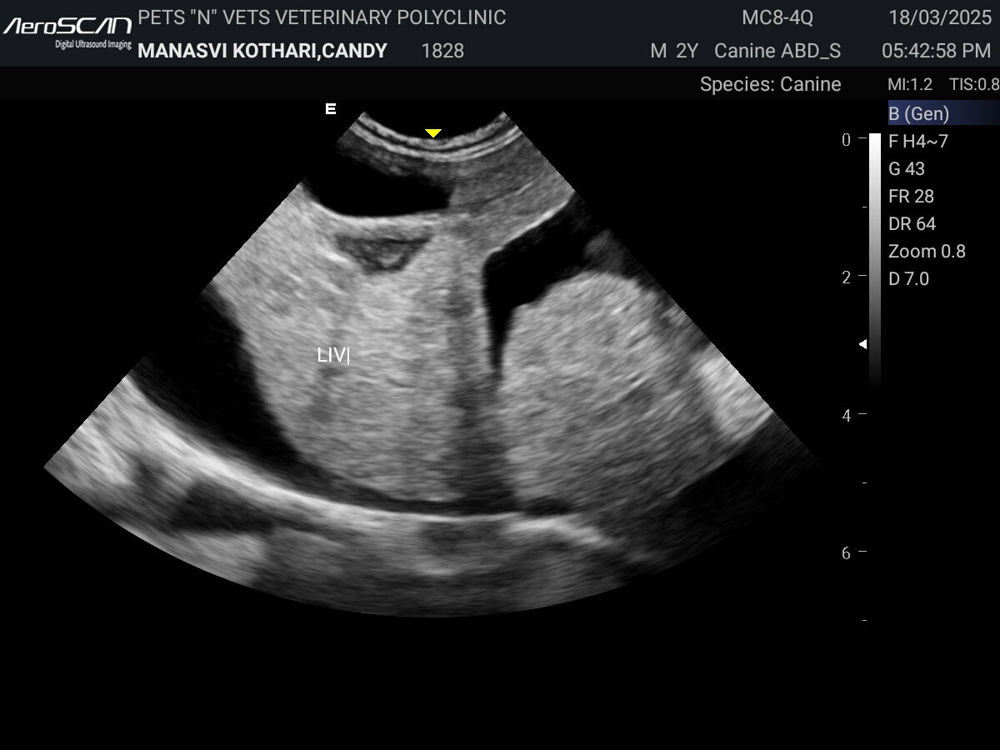 AeroSCAN
Digital Ultrasound Imaging
PETS "N" VETS VETERINARY POLYCLINIC MC8-4Q 18/03/2025
MANASVI KOTHARI,CANDY 1828 M 2Y Canine ABD_S 05:42:58 PM
Species: Canine MI:1.2 TIS:0.8
E
B (Gen)
0
F H4~7
G 43
FR 28
DR 64
Zoom 0.8
2
D 7.0
LIV|
4
6